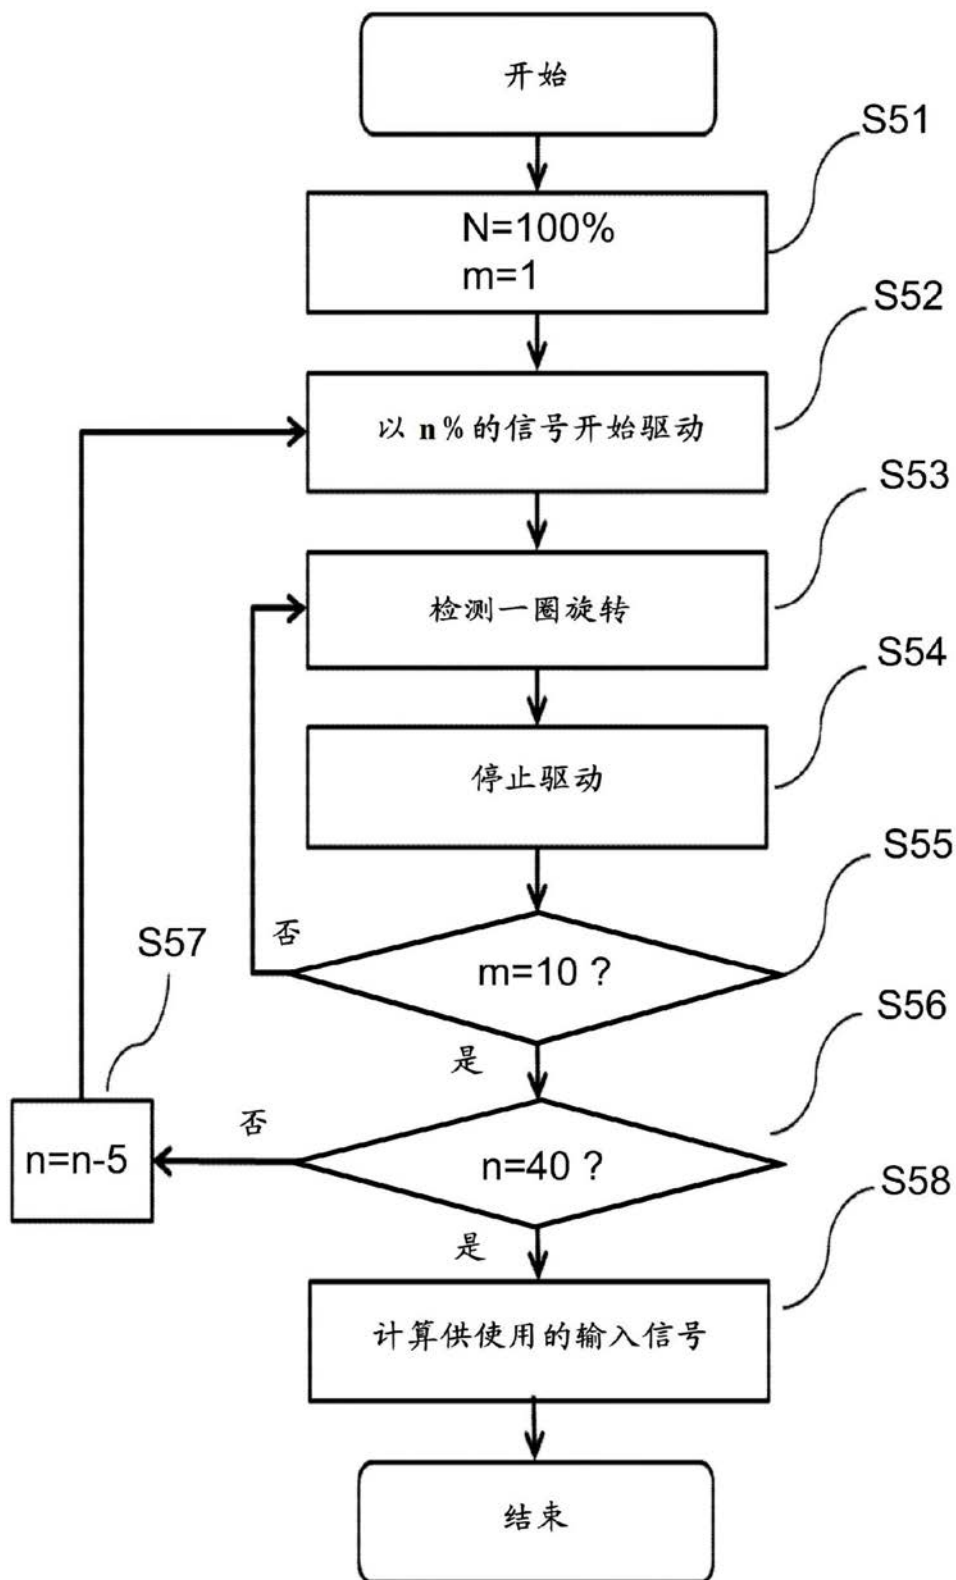 开始
S51
N=100%
m=1
S52
以 n%的信号开始驱动
S53
检测一圈旋转
S54
停止驱动
S55
否
m=10 ?
S57
S56
是
否
n=n-5
n=40 ?
S58
是
计算供使用的输入信号
结束